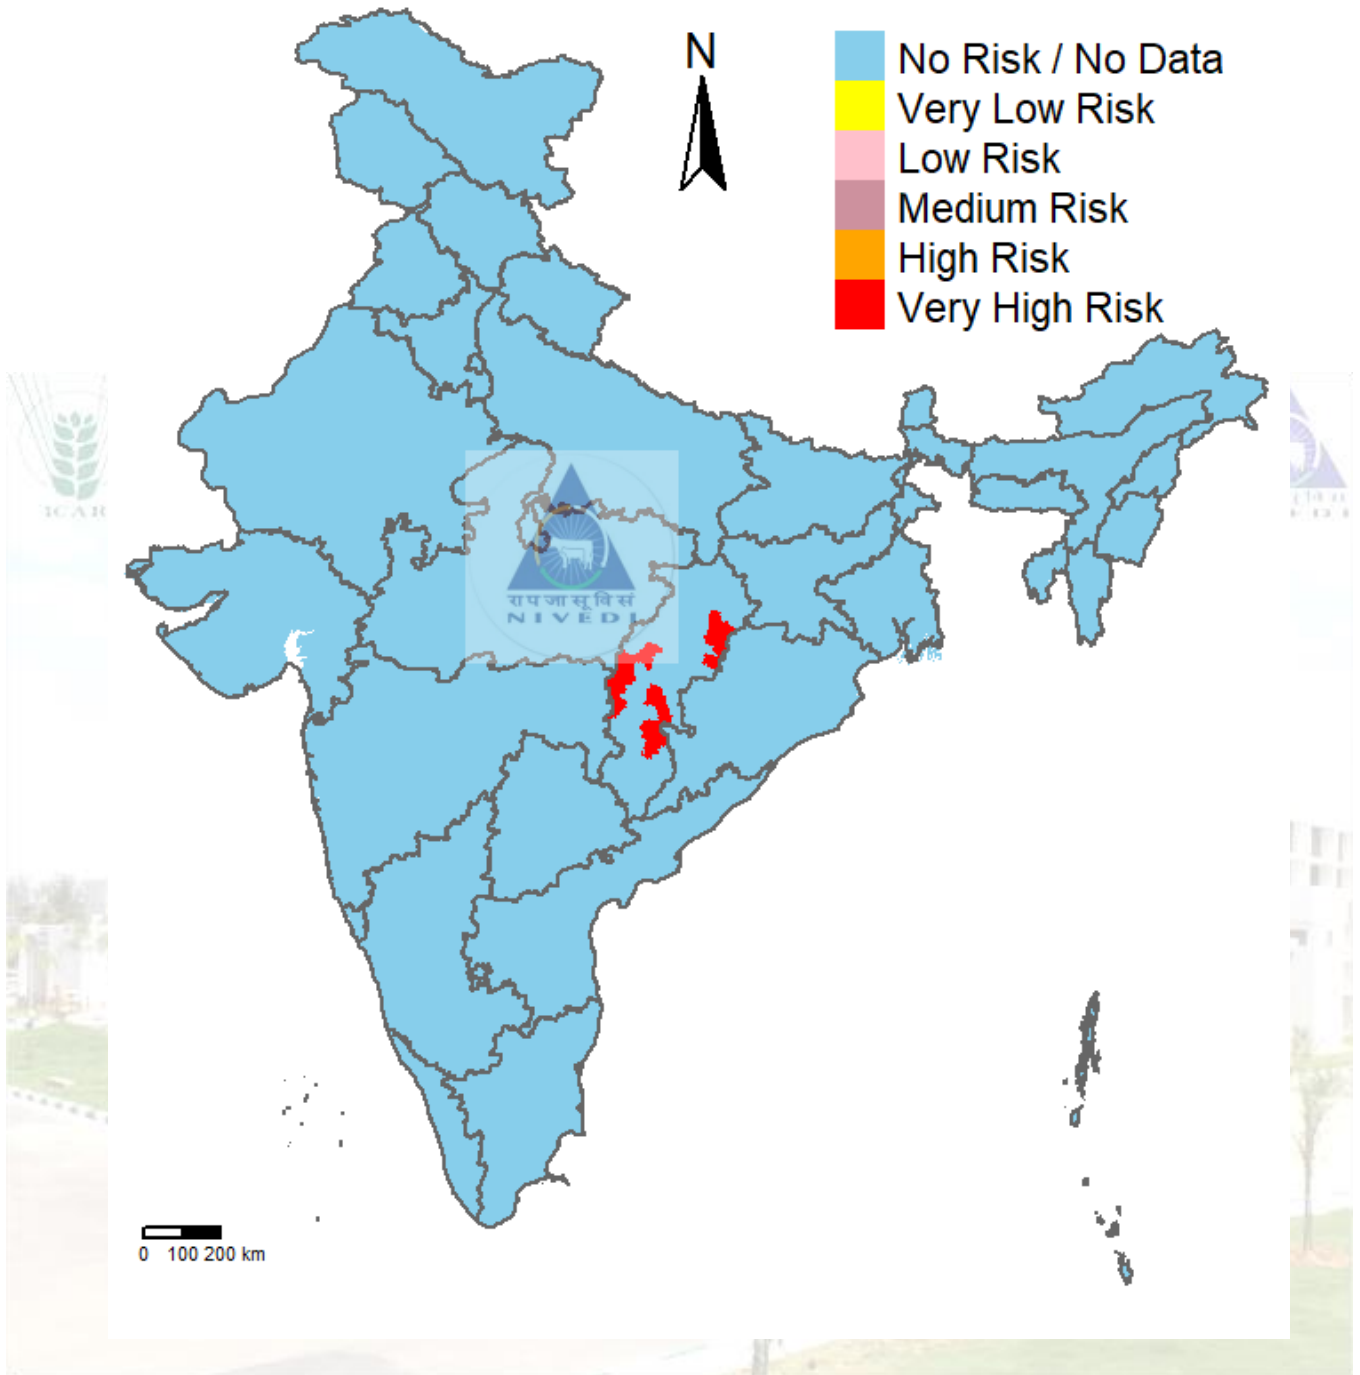 N
No Risk / No Data
Very Low Risk
Low Risk
Medium Risk
High Risk
Very High Risk
ICAR
रापजासूविसं
NIVEDI
0 100 200 km